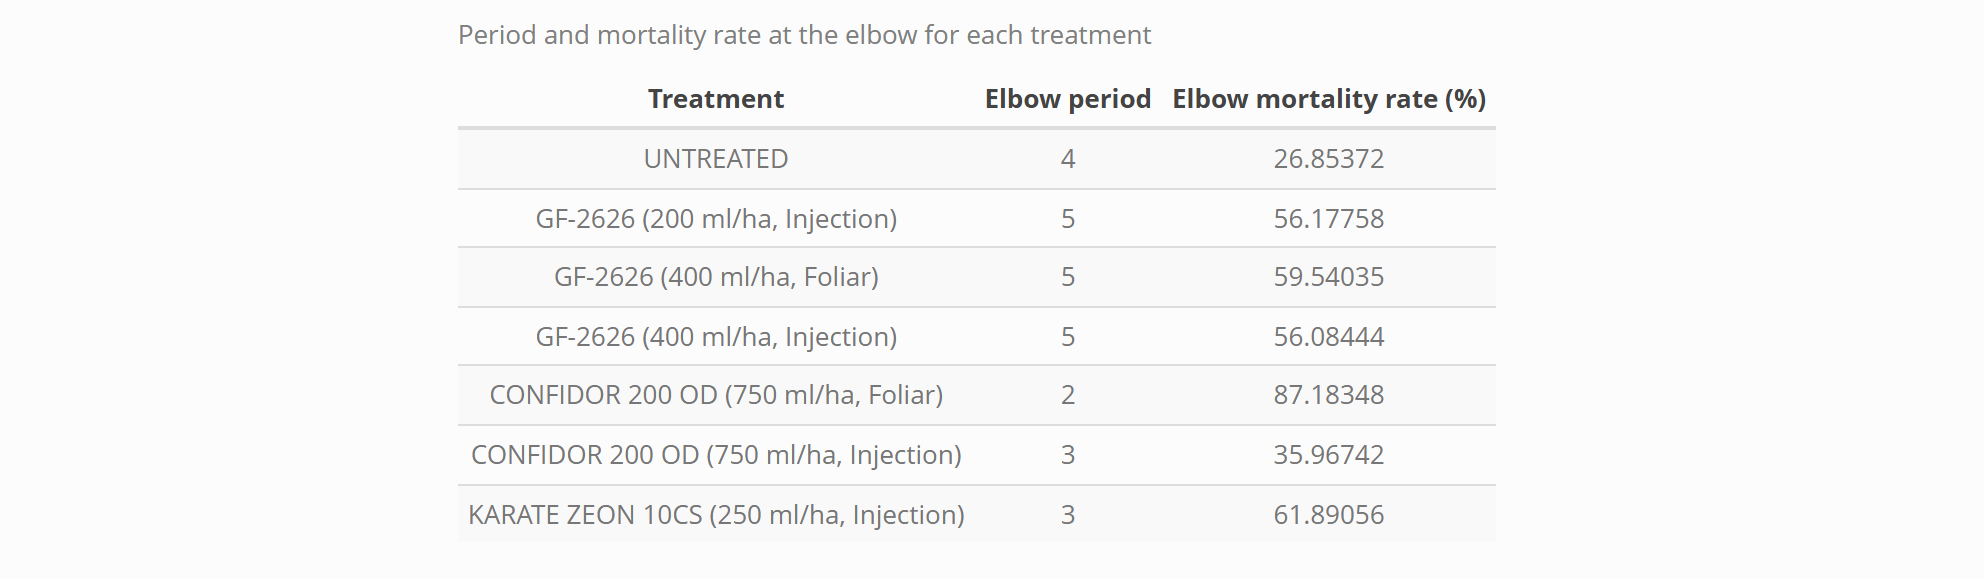 Period and mortality rate at the elbow for each treatment
Treatment Elbow period Elbow mortality rate (%)
UNTREATED 4 26.85372
GF-2626 (200 ml/ha, Injection) 5 56.17758
GF-2626 (400 ml/ha, Foliar) 5 59.54035
GF-2626 (400 ml/ha, Injection) 5 56.08444
CONFIDOR 200 OD (750 ml/ha, Foliar) 2 87.18348
CONFIDOR 200 OD (750 ml/ha, Injection) 3 35.96742
KARATE ZEON 10CS (250 ml/ha, Injection) 3 61.89056